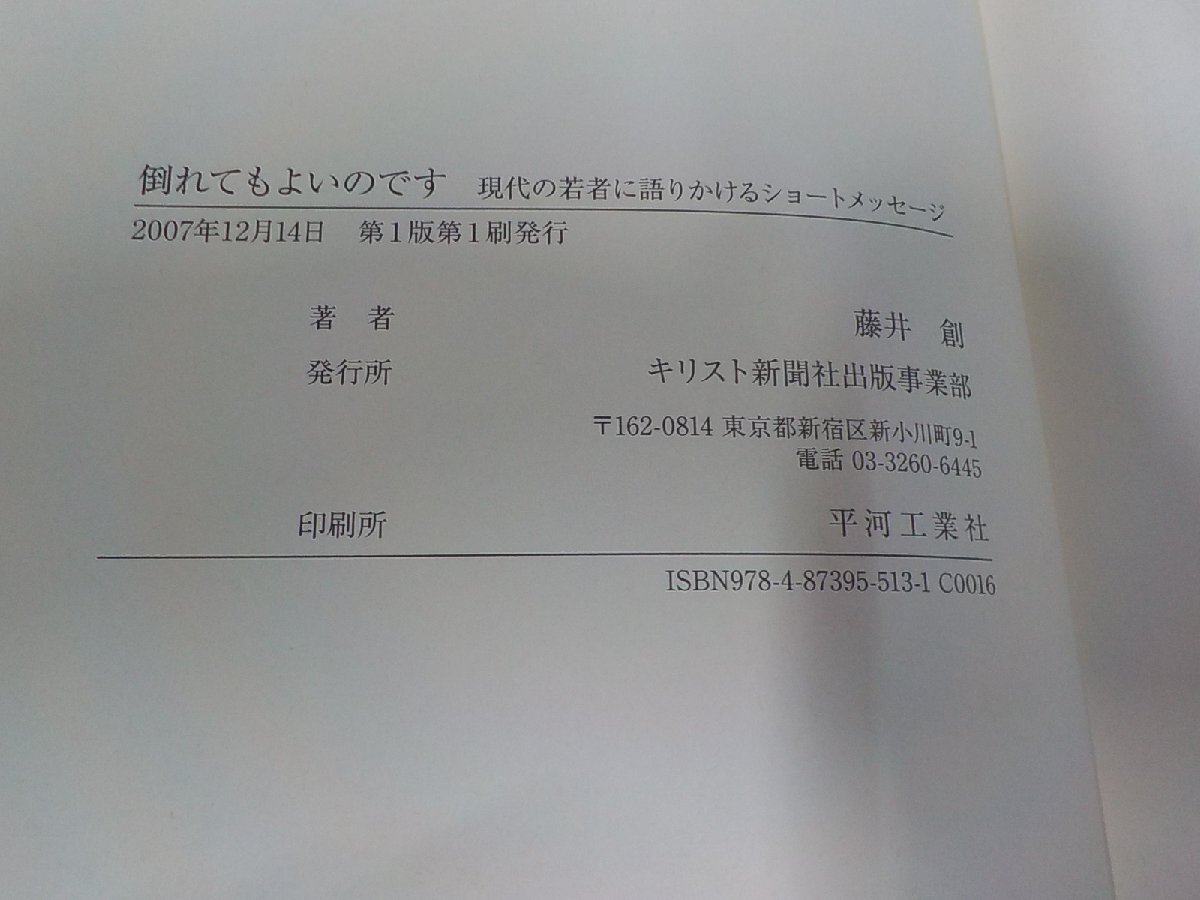 倒れてもよいのです 現代の若者に語りかけるショートメッセージ
2007年12月14日 第1版第1刷発行
著 者 藤井 創
発行所 キリスト新聞社出版事業部
〒162-0814 東京都新宿区新小川町9-1
電話 03-3260-6445
印刷所 平河工業社
ISBN978-4-87395-513-1 C0016